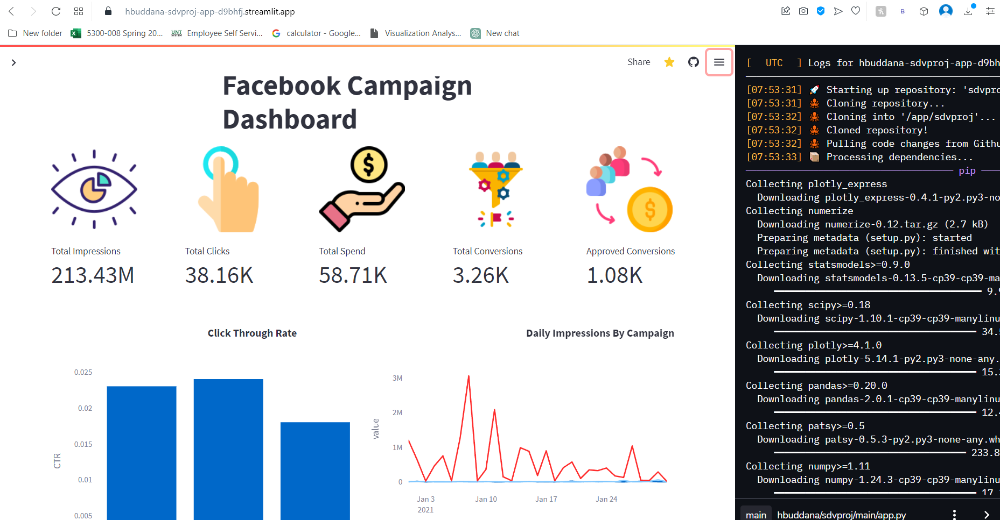 hbuddana-sdvproj-app-d9bhfj.streamlit.app
New folder
5300-008 Spring 20...
UNT SYSTEM
Employee Self Servi...
calculator - Google...
Visualization Analys...
New chat
Share
Facebook Campaign
Dashboard
Total Impressions
213.43M
Total Clicks
38.16K
Total Spend
58.71K
Total Conversions
3.26K
Approved Conversions
1.08K
Click Through Rate
0.025
0.02
0.015
0.01
0.005
CTR
Daily Impressions By Campaign
3M
2M
1M
0
value
Jan 3
2021
Jan 10
Jan 17
Jan 24
[ UTC ] Logs for hbuddana-sdvproj-app-d9bh
[07:53:31] 🚀 Starting up repository: 'sdvpro
[07:53:31] 🐙 Cloning repository...
[07:53:32] 🐙 Cloning into '/app/sdvproj'...
[07:53:32] 🐙 Cloned repository!
[07:53:32] 🐙 Pulling code changes from Githu
[07:53:33] 📦 Processing dependencies...
pip
Collecting plotly_express
Downloading plotly_express-0.4.1-py2.py3-no
Collecting numerize
Downloading numerize-0.12.tar.gz (2.7 kB)
Preparing metadata (setup.py): started
Preparing metadata (setup.py): finished wit
Collecting statsmodels>=0.9.0
Downloading statsmodels-0.13.5-cp39-cp39-ma
9.9
Collecting scipy>=0.18
Downloading scipy-1.10.1-cp39-cp39-manylinu
34.5
Collecting plotly>=4.1.0
Downloading plotly-5.14.1-py2.py3-none-any.
15.3
Collecting pandas>=0.20.0
Downloading pandas-2.0.1-cp39-cp39-manylinu
12.4
Collecting patsy>=0.5
Downloading patsy-0.5.3-py2.py3-none-any.wh
233.8
Collecting numpy>=1.11
Downloading numpy-1.24.3-cp39-cp39-manylinu
17.
main
hbuddana/sdvproj/main/app.py